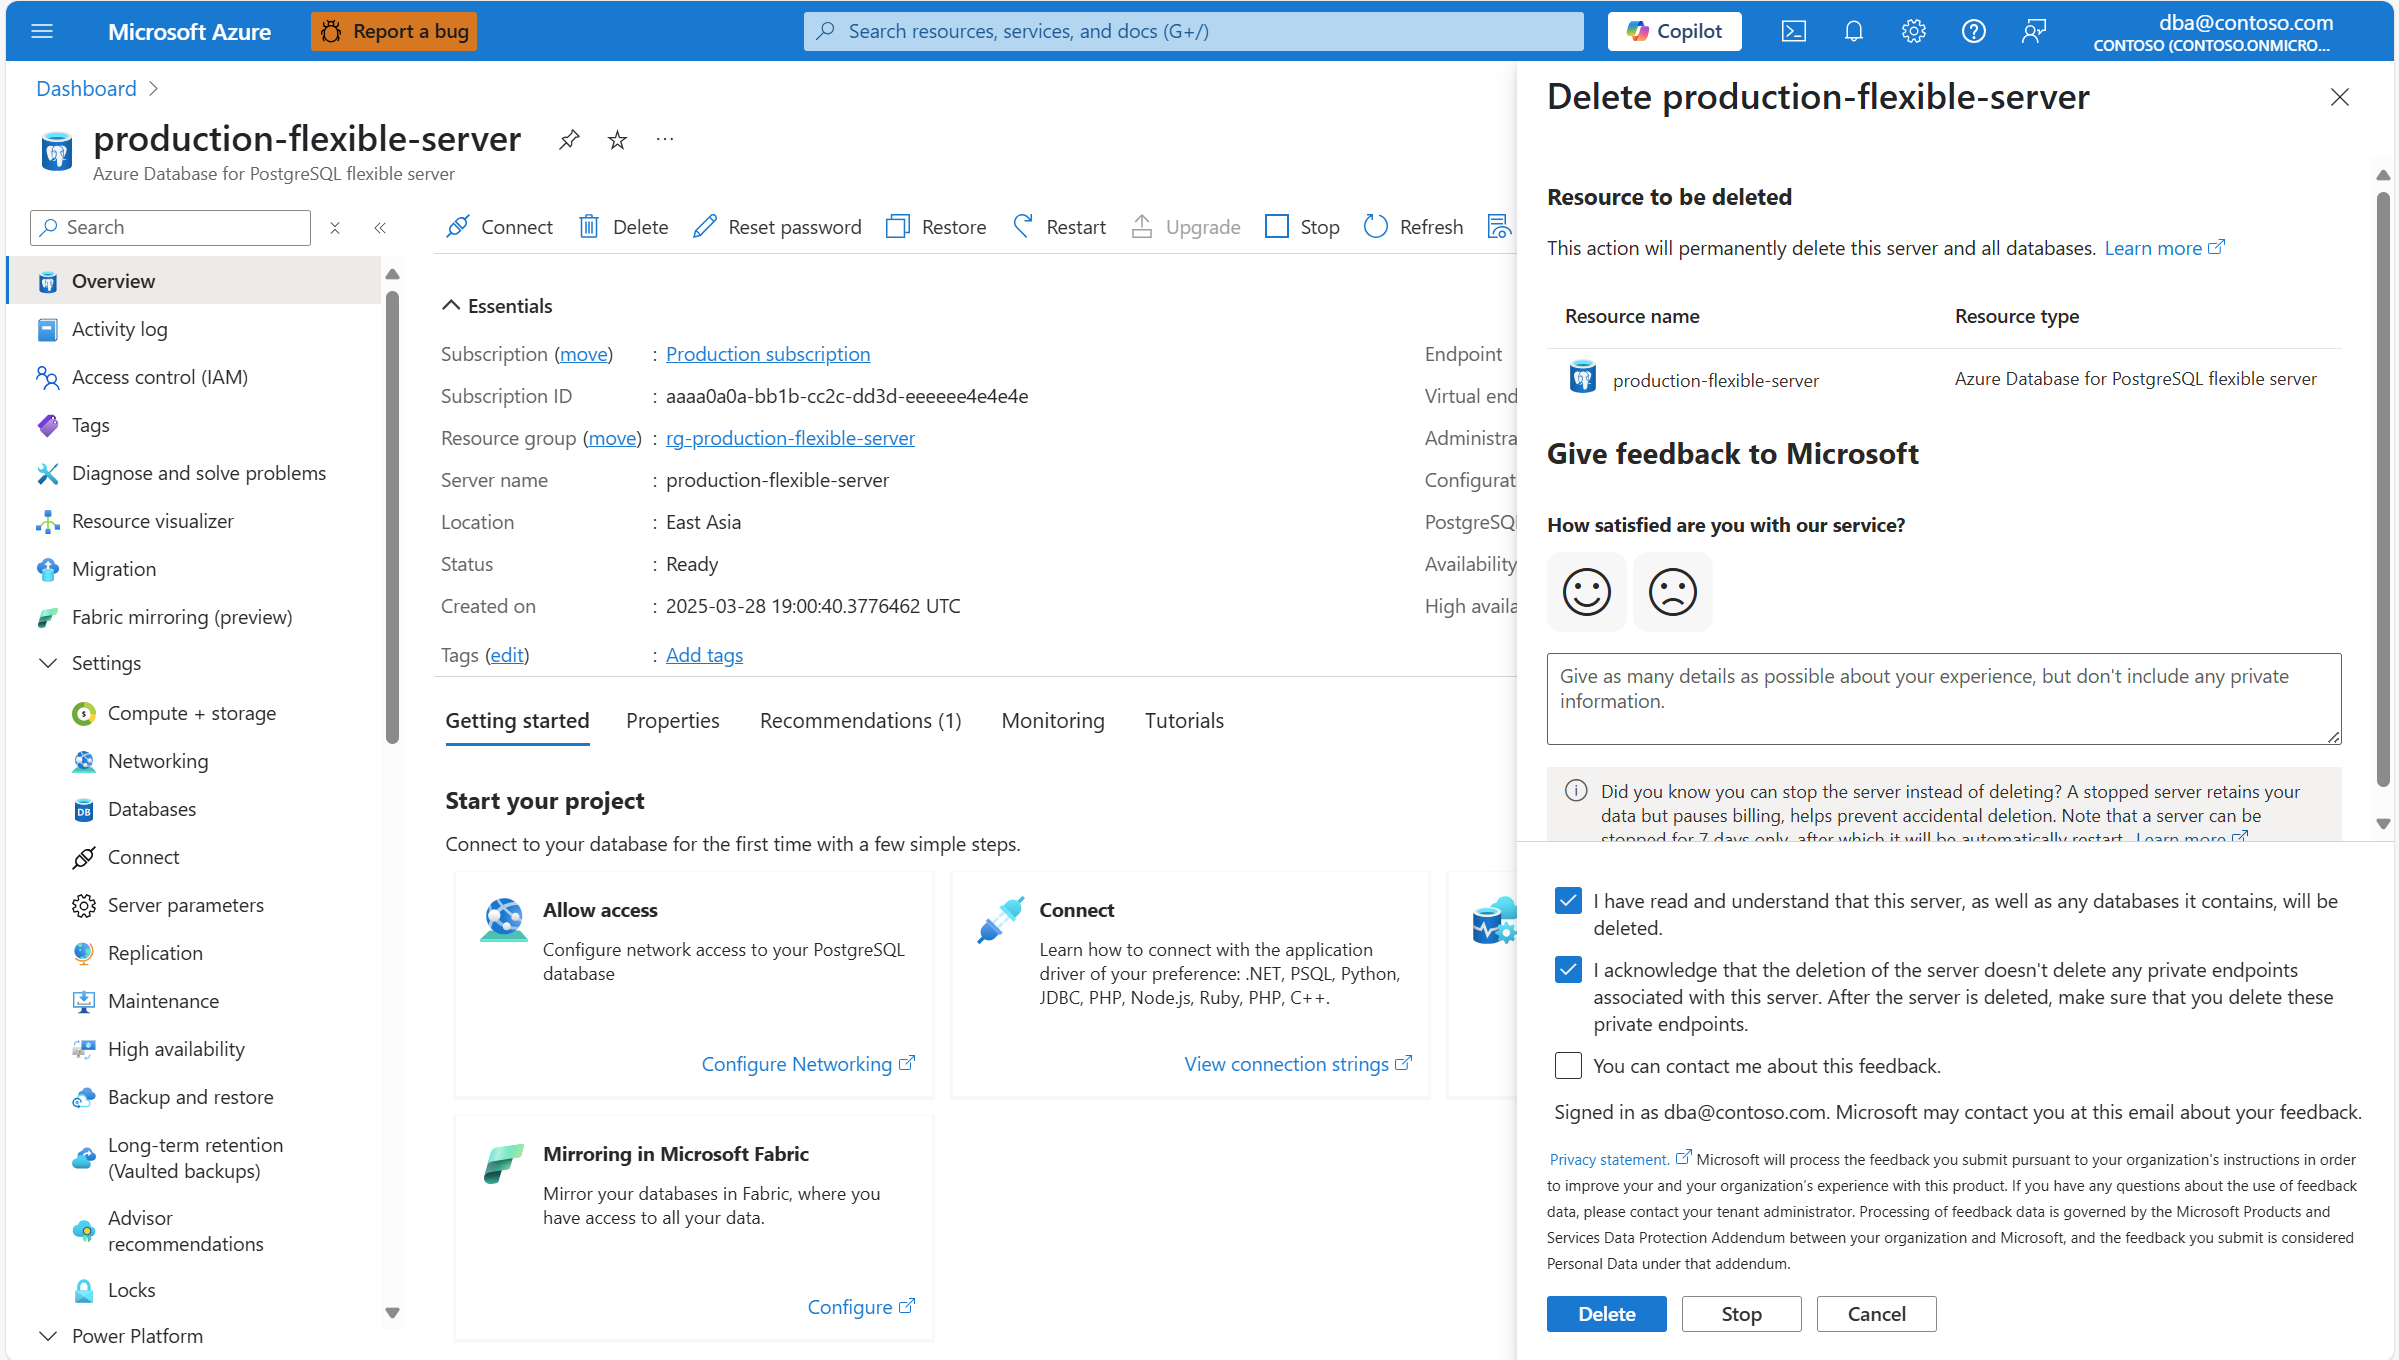 Microsoft Azure
Report a bug
Search resources, services, and docs (G+/)
Copilot
dba@contoso.com
CONTOSO (CONTOSO.ONMICRO...
Dashboard
production-flexible-server
Azure Database for PostgreSQL flexible server
Search
Overview
Activity log
Access control (IAM)
Tags
Diagnose and solve problems
Resource visualizer
Migration
Fabric mirroring (preview)
Settings
Compute + storage
Networking
Databases
Connect
Server parameters
Replication
Maintenance
High availability
Backup and restore
Long-term retention
(Vaulted backups)
Advisor
recommendations
Locks
Power Platform
Connect
Delete
Reset password
Restore
Restart
Upgrade
Stop
Refresh
Essentials
Subscription (move) : Production subscription
Subscription ID : aaaa0a0a-bb1b-cc2c-dd3d-eeeeee4e4e4e
Resource group (move) : rg-production-flexible-server
Server name : production-flexible-server
Location : East Asia
Status : Ready
Created on : 2025-03-28 19:00:40.3776462 UTC
Tags (edit) : Add tags
Endpoint
Virtual end
Administra
Configurat
PostgreSQL
Availability
High availa
Getting started
Properties
Recommendations (1)
Monitoring
Tutorials
Start your project
Connect to your database for the first time with a few simple steps.
Allow access
Configure network access to your PostgreSQL
database
Configure Networking
Connect
Learn how to connect with the application
driver of your preference: .NET, PSQL, Python,
JDBC, PHP, Node.js, Ruby, PHP, C++.
View connection strings
Mirroring in Microsoft Fabric
Mirror your databases in Fabric, where you
have access to all your data.
Configure
Delete production-flexible-server
Resource to be deleted
This action will permanently delete this server and all databases. Learn more
Resource name Resource type
production-flexible-server Azure Database for PostgreSQL flexible server
Give feedback to Microsoft
How satisfied are you with our service?
Give as many details as possible about your experience, but don't include any private
information.
Did you know you can stop the server instead of deleting? A stopped server retains your
data but pauses billing, helps prevent accidental deletion. Note that a server can be
stopped for 7 days only, after which it will be automatically restart. Learn more
I have read and understand that this server, as well as any databases it contains, will be
deleted.
I acknowledge that the deletion of the server doesn't delete any private endpoints
associated with this server. After the server is deleted, make sure that you delete these
private endpoints.
You can contact me about this feedback.
Signed in as dba@contoso.com. Microsoft may contact you at this email about your feedback.
Privacy statement. Microsoft will process the feedback you submit pursuant to your organization's instructions in order
to improve your and your organization's experience with this product. If you have any questions about the use of feedback
data, please contact your tenant administrator. Processing of feedback data is governed by the Microsoft Products and
Services Data Protection Addendum between your organization and Microsoft, and the feedback you submit is considered
Personal Data under that addendum.
Delete
Stop
Cancel